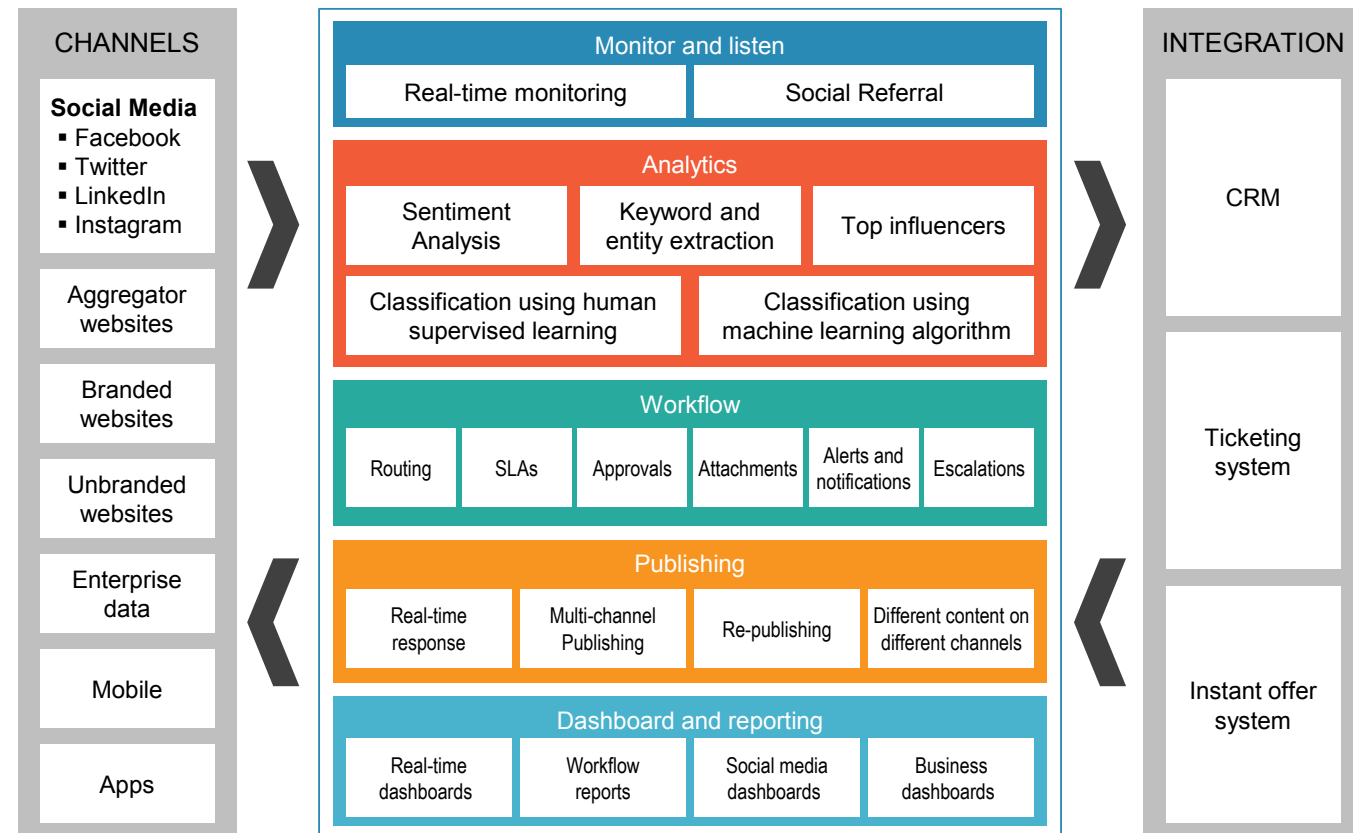 CHANNELS
Social Media
▪ Facebook
▪ Twitter
▪ LinkedIn
▪ Instagram
Aggregator
websites
Branded
websites
Unbranded
websites
Enterprise
data
Mobile
Apps
Monitor and listen
Real-time monitoring
Social Referral
Analytics
Sentiment
Analysis
Keyword and
entity extraction
Top influencers
Classification using human
supervised learning
Classification using
machine learning algorithm
Workflow
Routing
SLAs
Approvals
Attachments
Alerts and
notifications
Escalations
Publishing
Real-time
response
Multi-channel
Publishing
Re-publishing
Different content on
different channels
Dashboard and reporting
Real-time
dashboards
Workflow
reports
Social media
dashboards
Business
dashboards
INTEGRATION
CRM
Ticketing
system
Instant offer
system